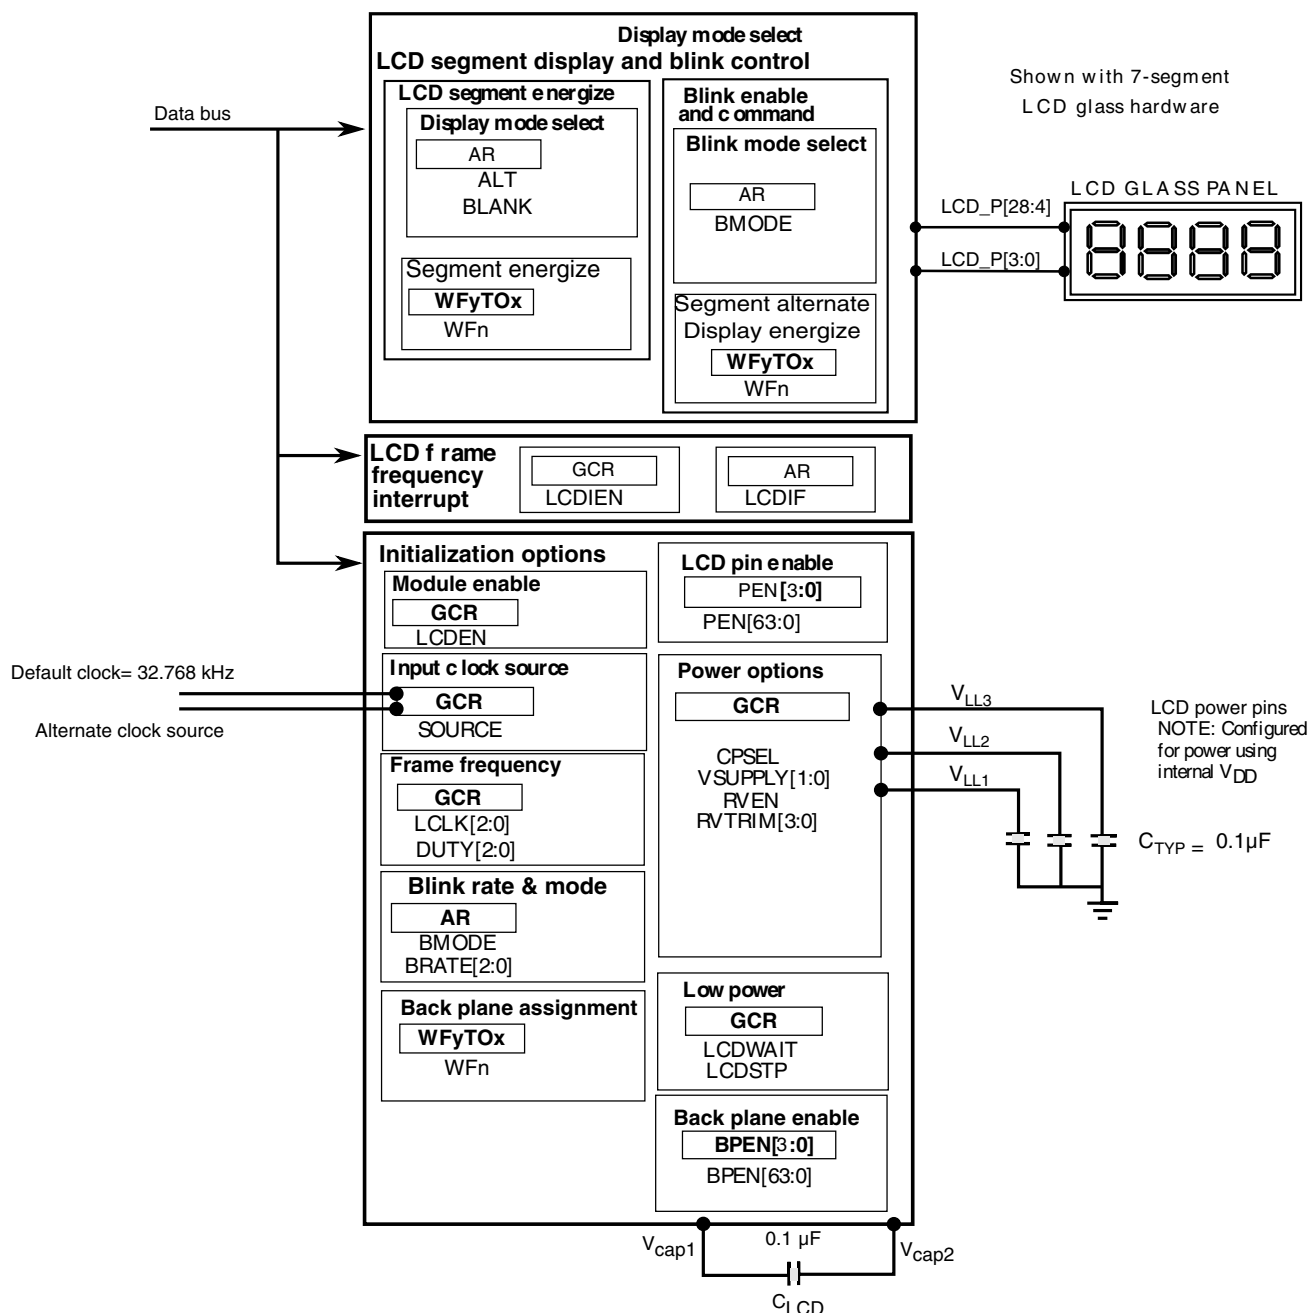 Display mode select
LCD segment display and blink control
LCD segment energize
Display mode select
AR
ALT
BLANK
Segment energize
WFyTOx
WFn
Blink enable
and command
Blink mode select
AR
BMODE
Segment alternate
Display energize
WFyTOx
WFn
Data bus
Shown with 7-segment
LCD glass hardware
LCD GLASS PANEL
LCD_P[28:4]
LCD_P[3:0]
LCD frame
frequency
interrupt
GCR
LCDIEN
AR
LCDIF
Initialization options
Module enable
GCR
LCDEN
Default clock= 32.768 kHz
Alternate clock source
Input clock source
GCR
SOURCE
Frame frequency
GCR
LCLK[2:0]
DUTY[2:0]
Blink rate & mode
AR
BMODE
BRATE[2:0]
Back plane assignment
WFyTOx
WFn
LCD pin enable
PEN[3:0]
PEN[63:0]
Power options
GCR
CPSEL
VSUPPLY[1:0]
RVEN
RVTRIM[3:0]
VLL3
VLL2
VLL1
LCD power pins
NOTE: Configured
for power using
internal VDD
CTYP = 0.1µF
Low power
GCR
LCDWAIT
LCDSTP
Back plane enable
BPEN[3:0]
BPEN[63:0]
Vcap1
0.1 µF
Vcap2
CLCD